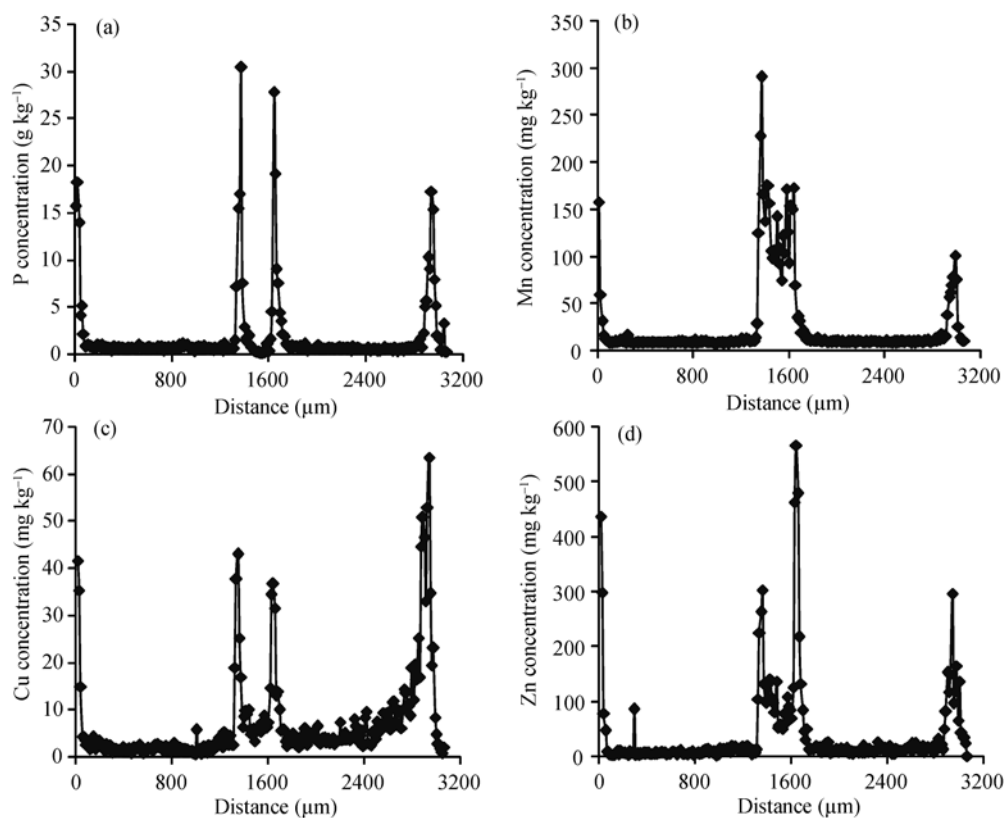 (a)
P concentration (g kg⁻¹)
35
30
25
20
15
10
5
0
0 800 1600 2400 3200
Distance (µm)
(b)
Mn concentration (mg kg⁻¹)
350
300
250
200
150
100
50
0
0 800 1600 2400 3200
Distance (µm)
(c)
Cu concentration (mg kg⁻¹)
70
60
50
40
30
20
10
0
0 800 1600 2400 3200
Distance (µm)
(d)
Zn concentration (mg kg⁻¹)
600
500
400
300
200
100
0
0 800 1600 2400 3200
Distance (µm)